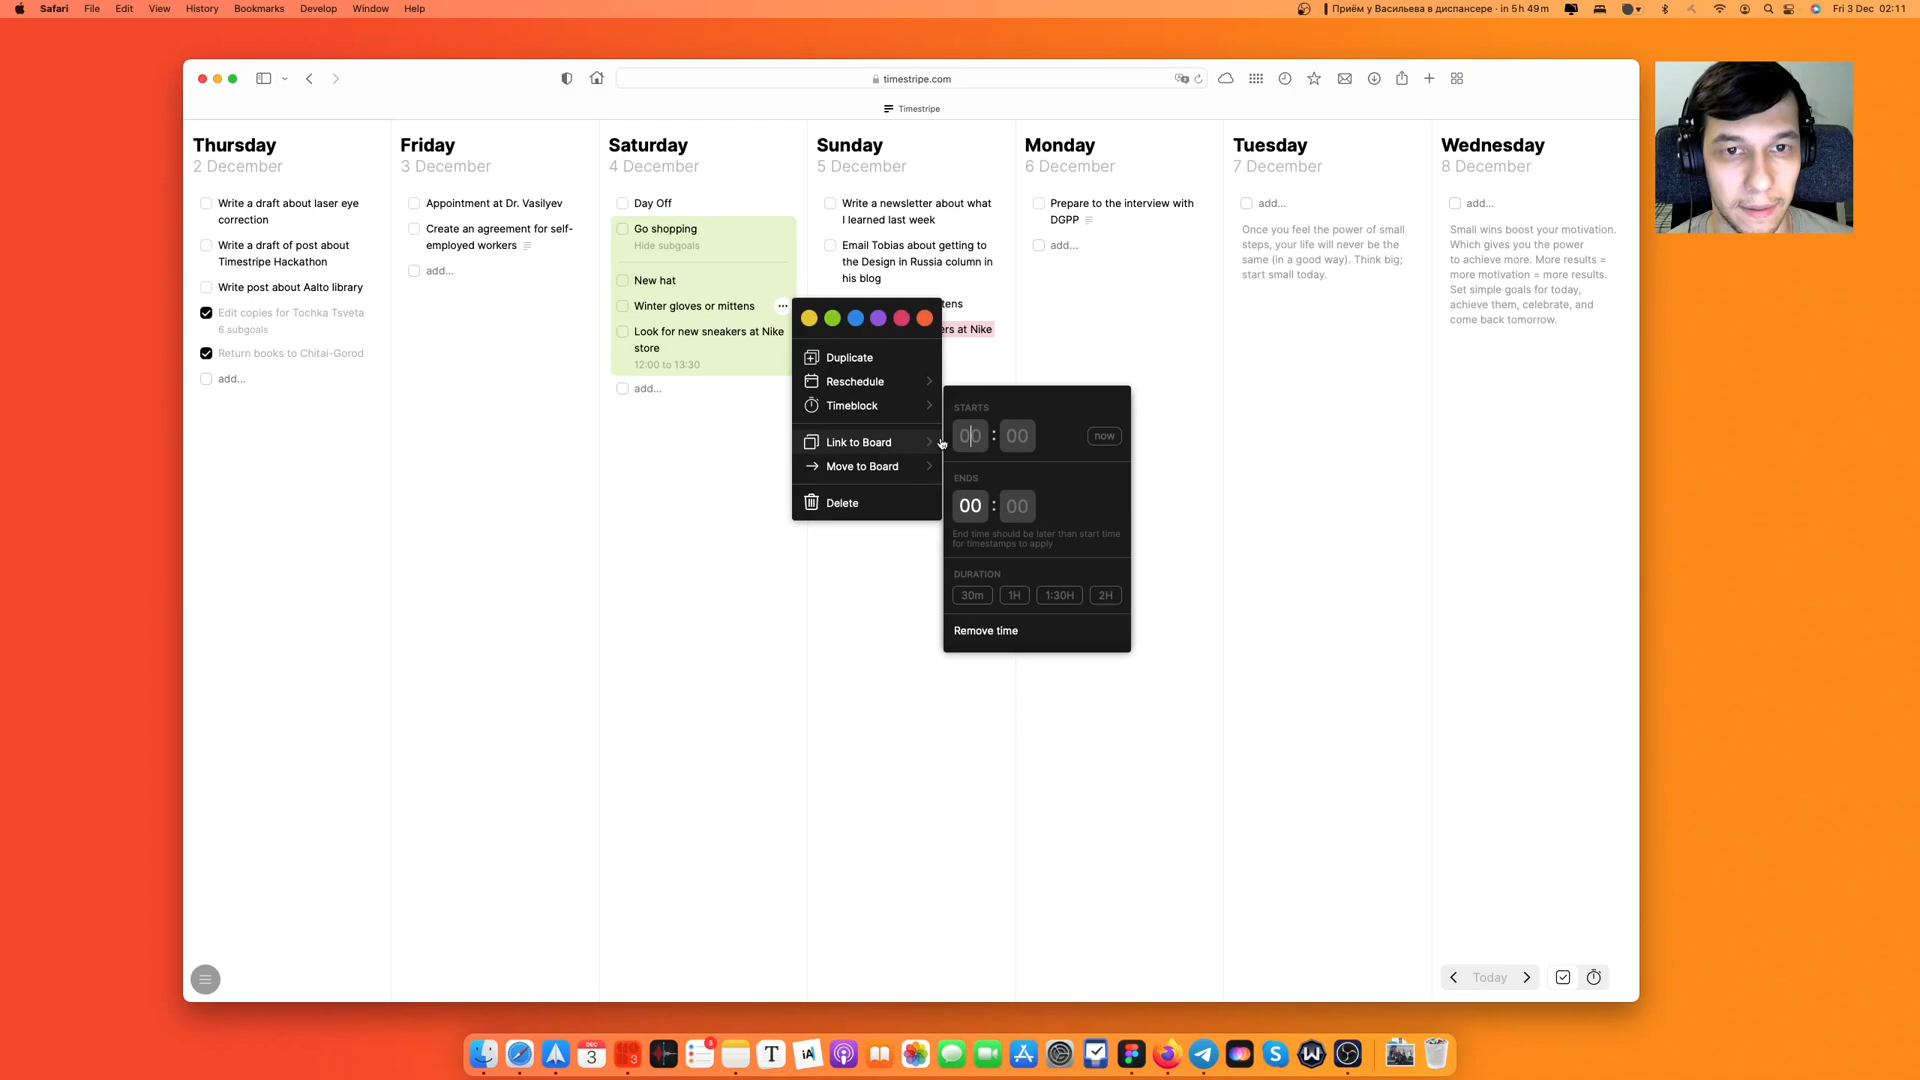 Safari File Edit View History Bookmarks Develop Window Help
Приём у Васильева в диспансере · in 5 h 49 m
Fri 3 Dec 02:11
timestripe.com
Timestripe
Thursday
2 December
Write a draft about laser eye
correction
Write a draft of post about
Timestripe Hackathon
Write post about Aalto library
Edit copies for Tochka Tsveta
6 subgoals
Return books to Chitai-Gorod
add...
Friday
3 December
Appointment at Dr. Vasilyev
Create an agreement for self-
employed workers
add...
Saturday
4 December
Day Off
Go shopping
Hide subgoals
New hat
Winter gloves or mittens
Look for new sneakers at Nike
store
12:00 to 13:30
add...
Sunday
5 December
Write a newsletter about what
I learned last week
Email Tobias about getting to
the Design in Russia column in
his blog
tens
ers at Nike
Monday
6 December
Prepare to the interview with
DGPP
add...
Tuesday
7 December
add...
Once you feel the power of small
steps, your life will never be the
same (in a good way). Think big;
start small today.
Wednesday
8 December
add...
Small wins boost your motivation.
Which gives you the power
to achieve more. More results =
more motivation = more results.
Set simple goals for today,
achieve them, celebrate, and
come back tomorrow.
Duplicate
Reschedule
Timeblock
Link to Board
Move to Board
Delete
STARTS
00 : 00
now
ENDS
00 : 00
End time should be later than start time
for timestamps to apply
DURATION
30m 1H 1:30H 2H
Remove time
Today
DEC
3
3
3
T
iA